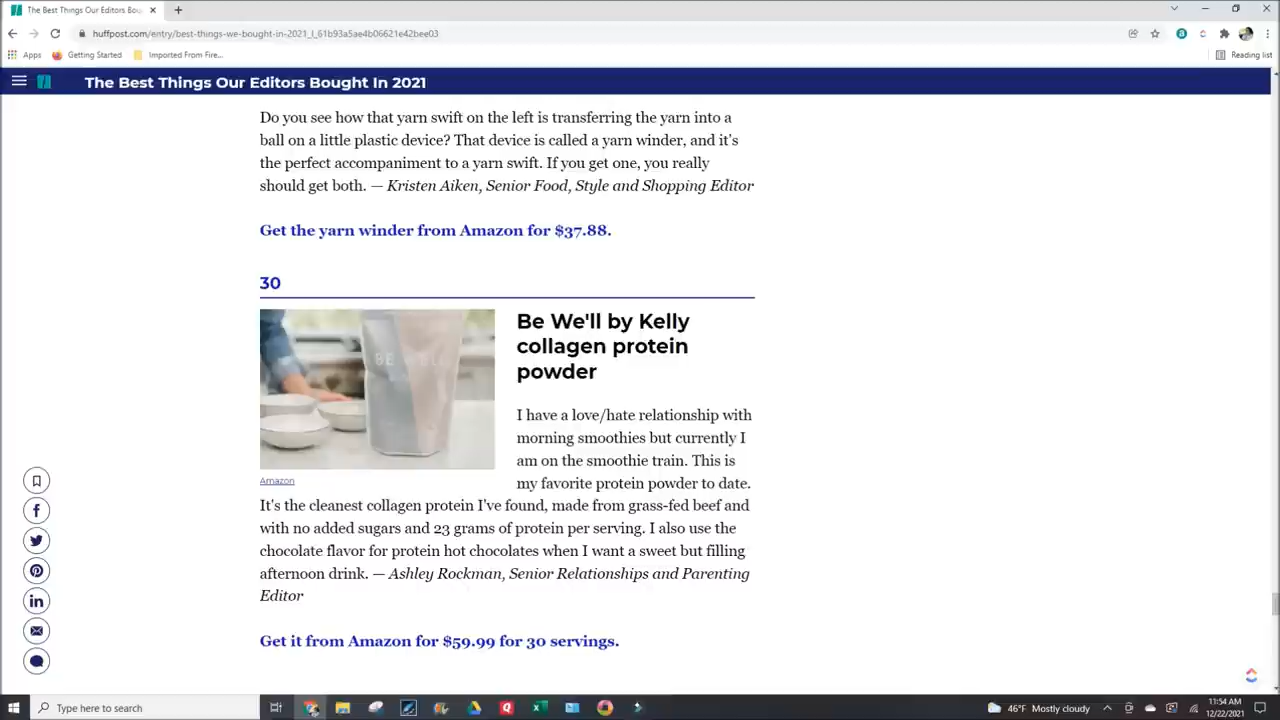 The Best Things Our Editors Bou
huffpost.com/entry/best-things-we-bought-in-2021_l_61b93a5ae4b06621e42bee03
Apps
Getting Started
Imported From Fire...
Reading list
The Best Things Our Editors Bought In 2021
Do you see how that yarn swift on the left is transferring the yarn into a
ball on a little plastic device? That device is called a yarn winder, and it's
the perfect accompaniment to a yarn swift. If you get one, you really
should get both. — Kristen Aiken, Senior Food, Style and Shopping Editor
Get the yarn winder from Amazon for $37.88.
30
BE WELL
Be We'll by Kelly
collagen protein
powder
I have a love/hate relationship with
morning smoothies but currently I
am on the smoothie train. This is
my favorite protein powder to date.
Amazon
It's the cleanest collagen protein I've found, made from grass-fed beef and
with no added sugars and 23 grams of protein per serving. I also use the
chocolate flavor for protein hot chocolates when I want a sweet but filling
afternoon drink. — Ashley Rockman, Senior Relationships and Parenting
Editor
Get it from Amazon for $59.99 for 30 servings.
Type here to search
46°F Mostly cloudy
11:54 AM
12/22/2021